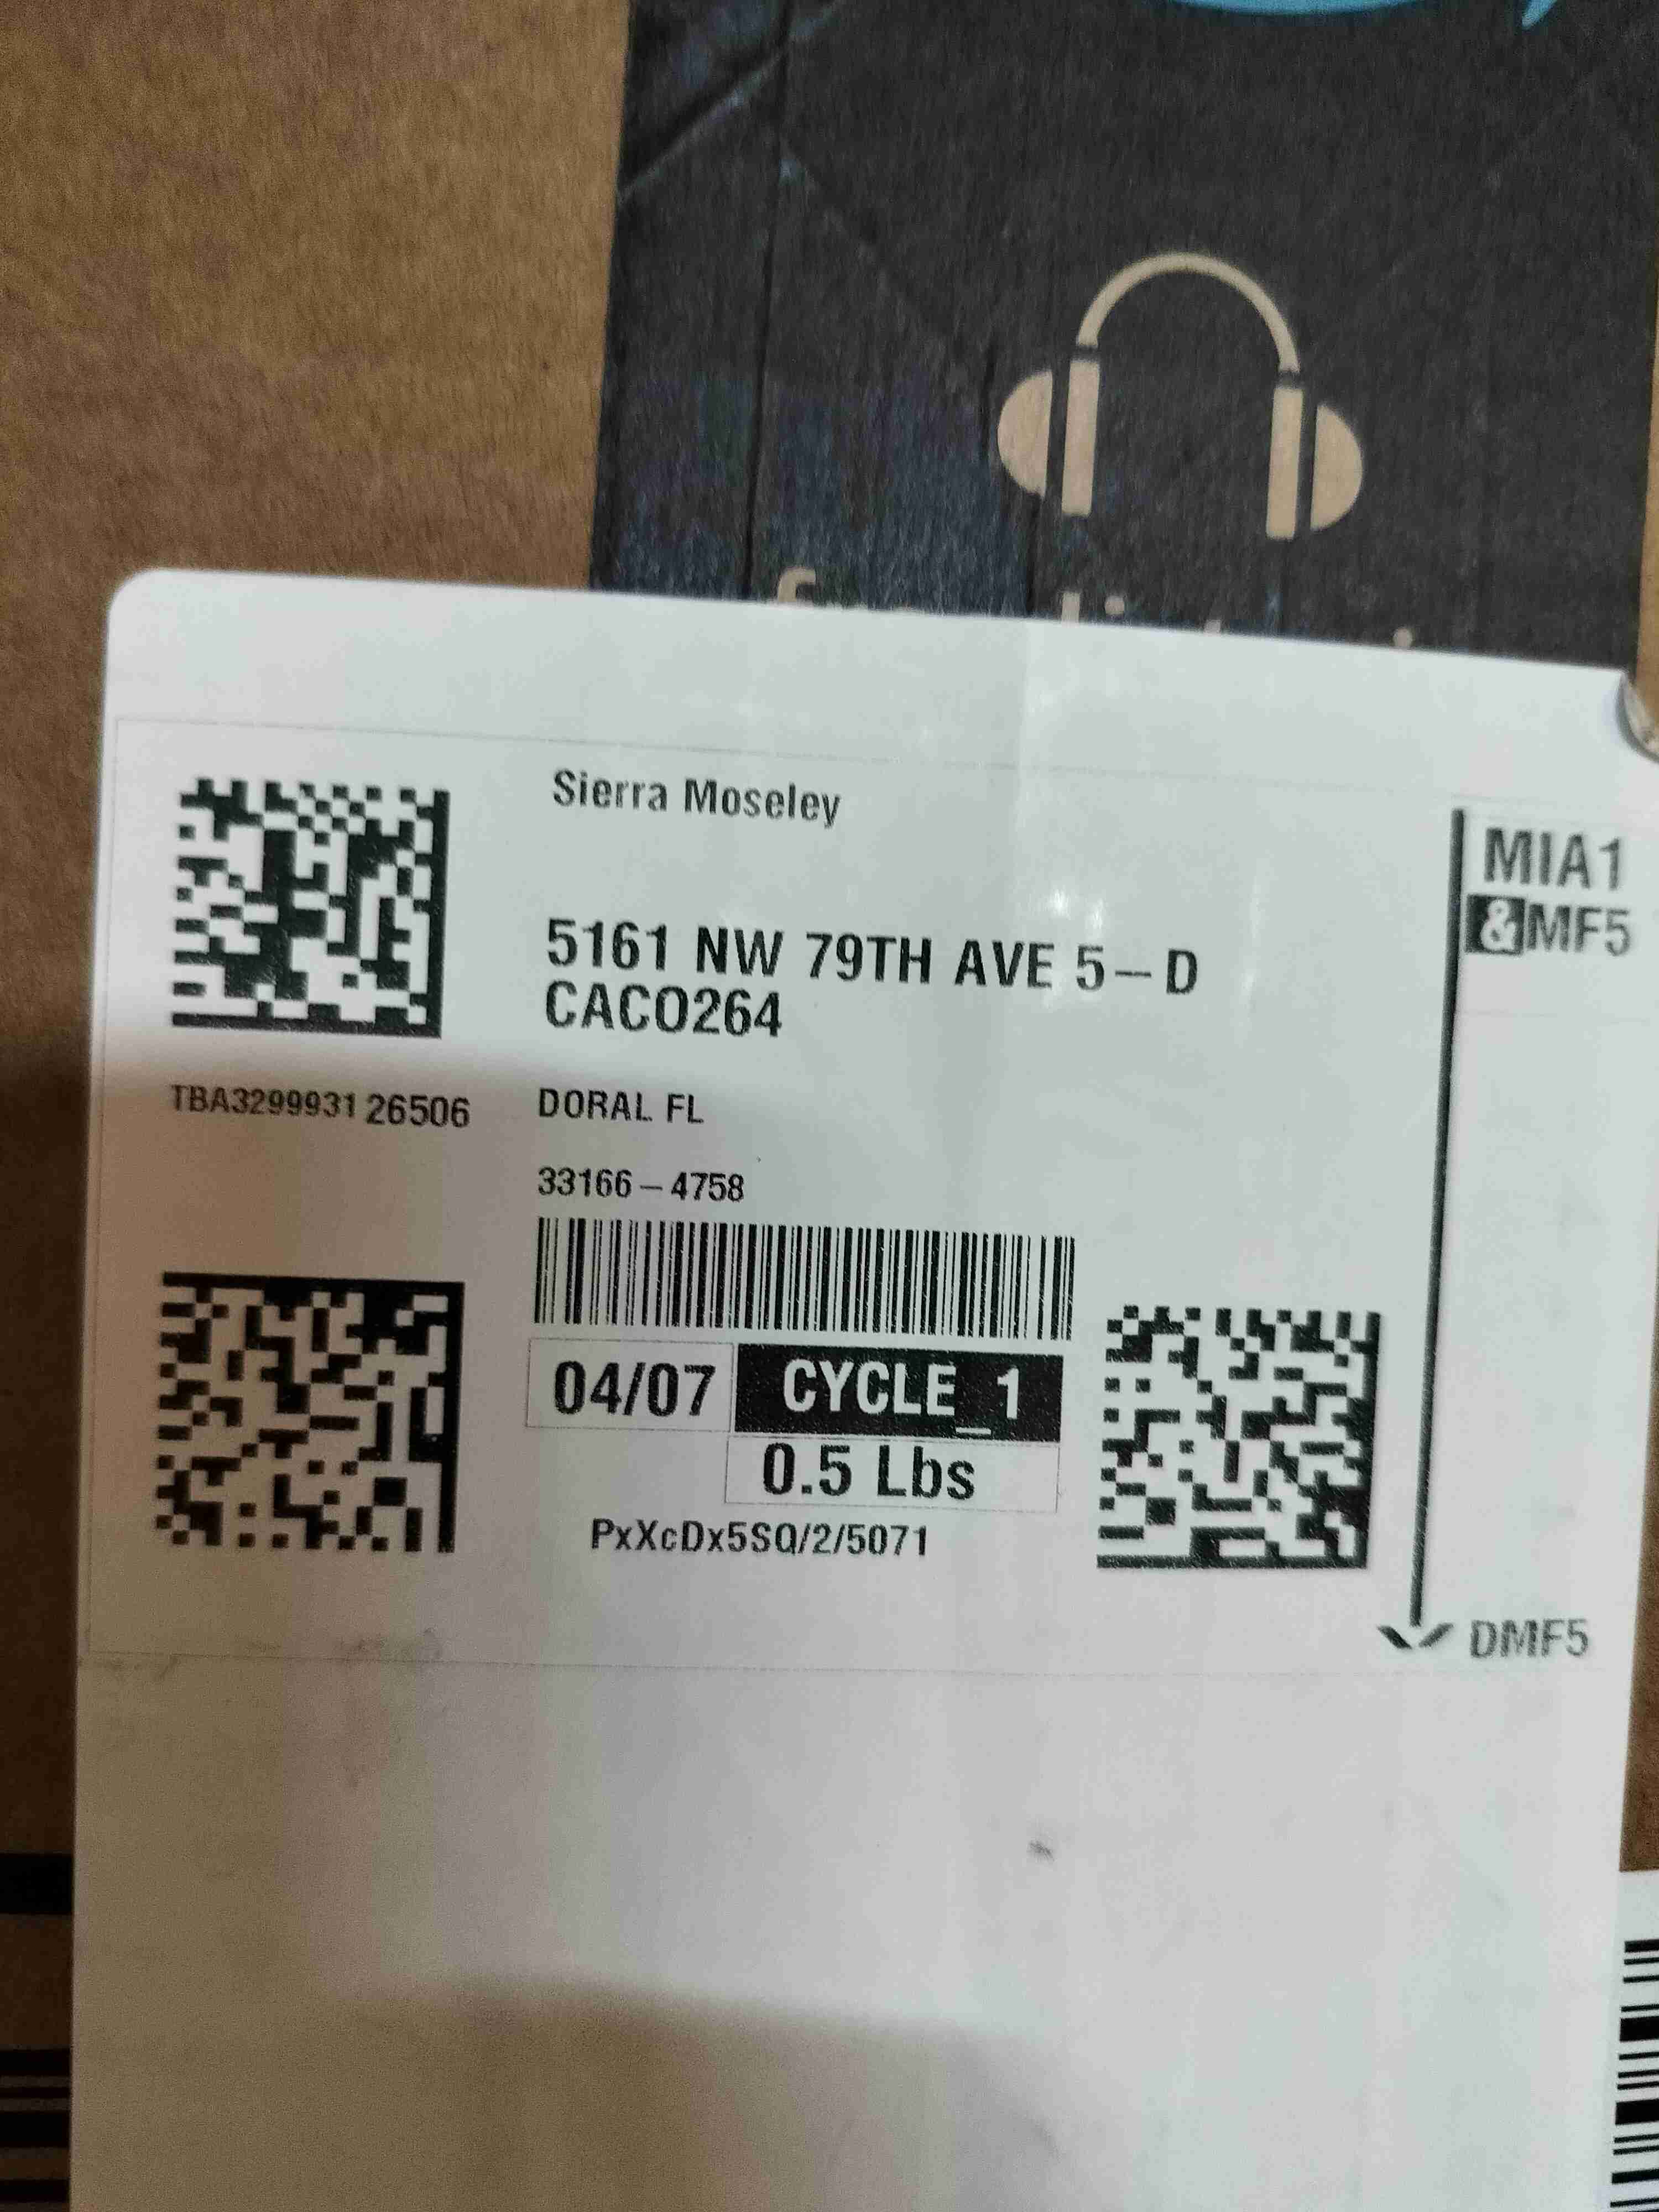 Sierra Moseley
5161 NW 79TH AVE 5-D
CACO264
TBA329993126506
DORAL FL
33166-4758
04/07 CYCLE_1
0.5 Lbs
PxXcDx5SQ/2/5071
MIA1
&MF5
DMF5